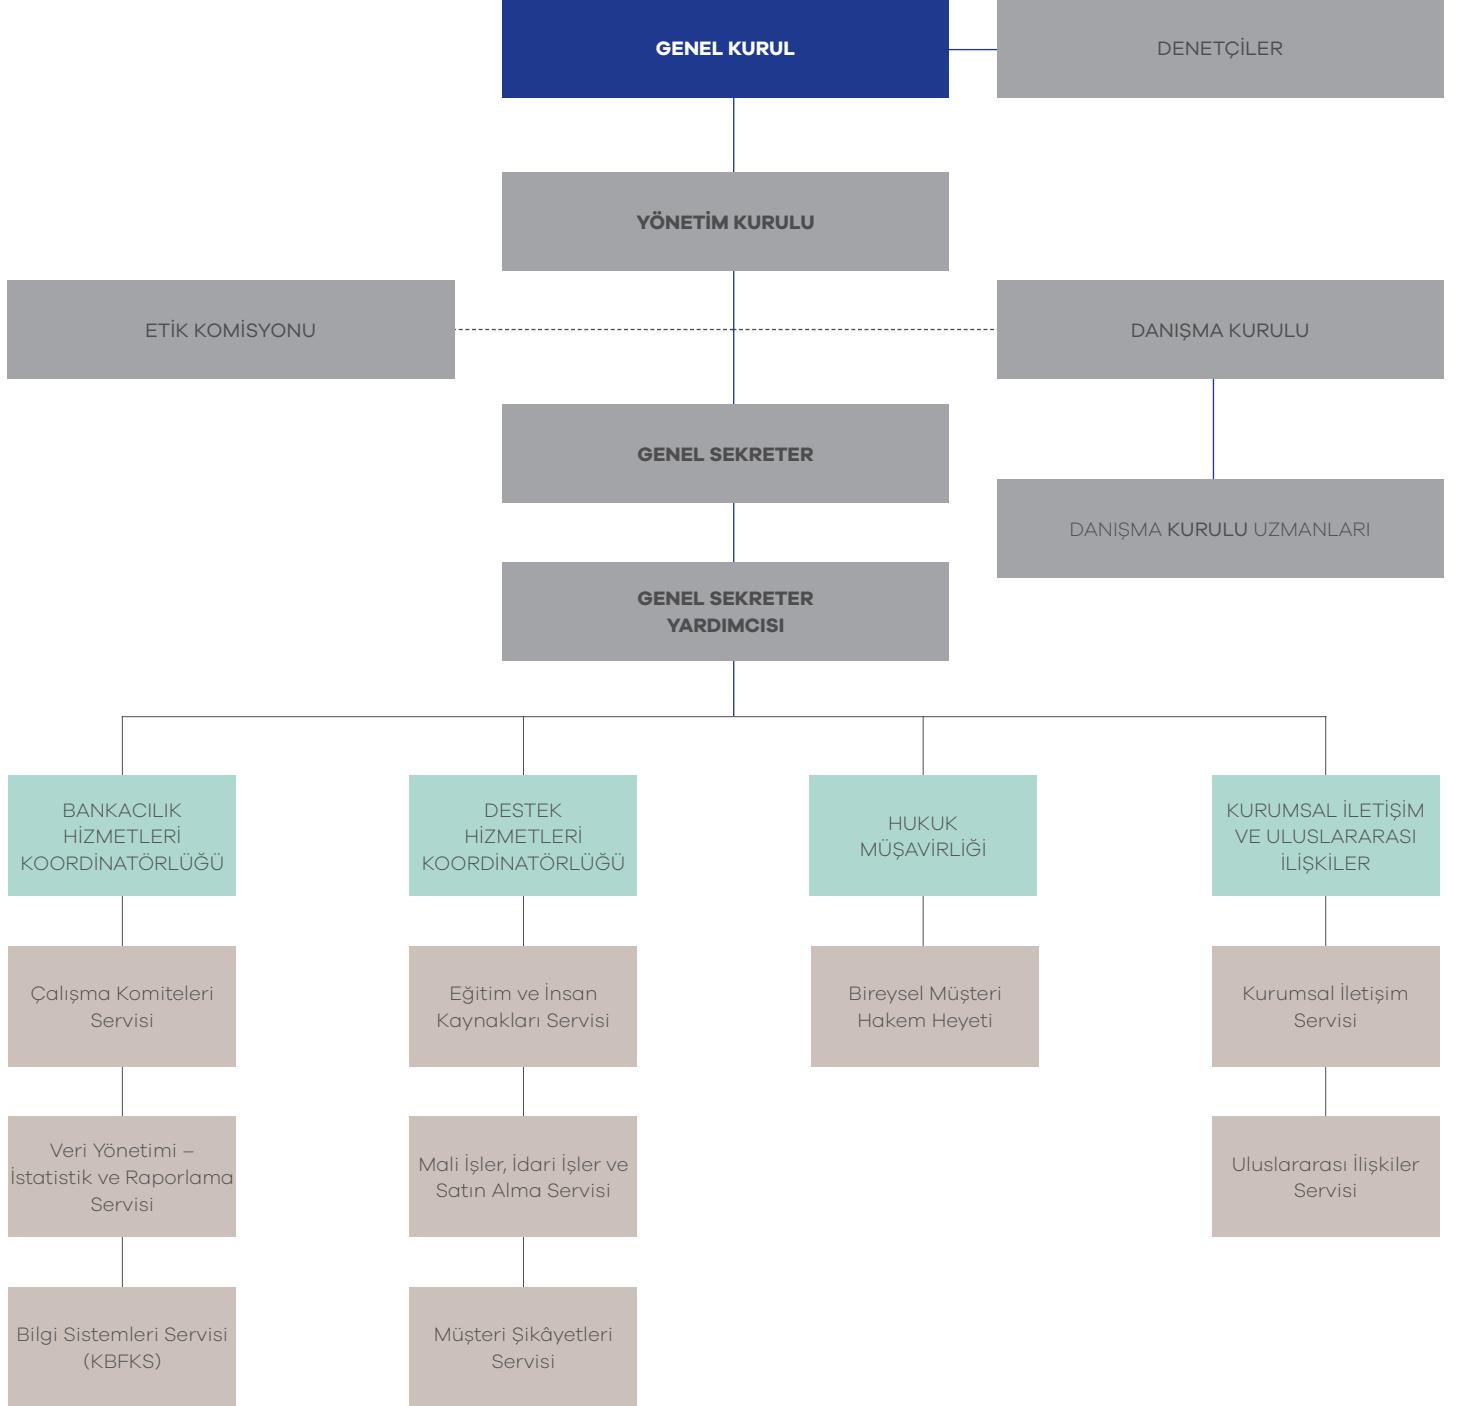 GENEL KURUL
DENETÇİLER
YÖNETİM KURULU
ETİK KOMİSYONU
DANIŞMA KURULU
GENEL SEKRETER
DANIŞMA KURULU UZMANLARI
GENEL SEKRETER
YARDIMCISI
BANKACILIK
HİZMETLERİ
KOORDİNATÖRLÜĞÜ
DESTEK
HİZMETLERİ
KOORDİNATÖRLÜĞÜ
HUKUK
MÜŞAVİRLİĞİ
KURUMSAL İLETİŞİM
VE ULUSLARARASI
İLİŞKİLER
Çalışma Komiteleri
Servisi
Eğitim ve İnsan
Kaynakları Servisi
Bireysel Müşteri
Hakem Heyeti
Kurumsal İletişim
Servisi
Veri Yönetimi –
İstatistik ve Raporlama
Servisi
Mali İşler, İdari İşler ve
Satın Alma Servisi
Uluslararası İlişkiler
Servisi
Bilgi Sistemleri Servisi
(KBFKS)
Müşteri Şikâyetleri
Servisi